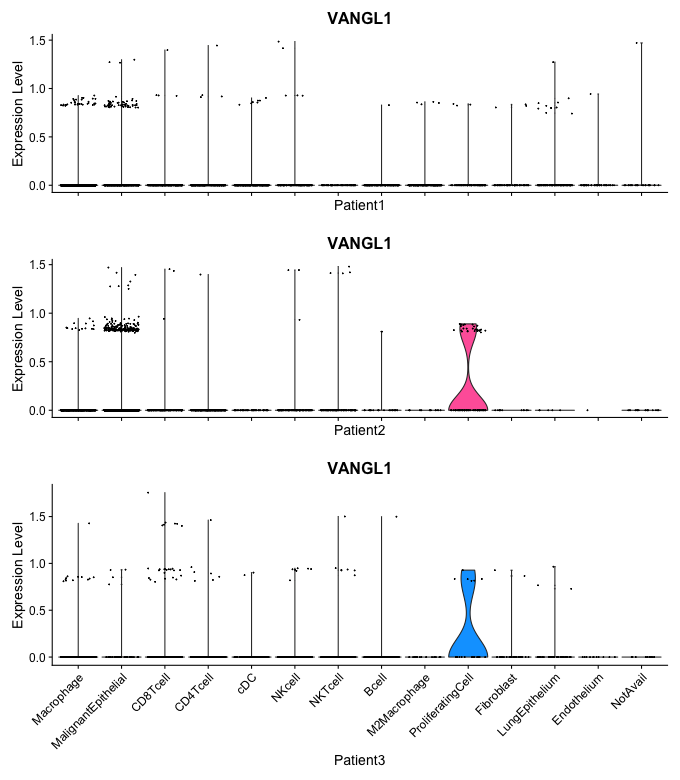 VANGL1
Expression Level
1.5
1.0
0.5
0.0
Patient1
VANGL1
Expression Level
1.5
1.0
0.5
0.0
Patient2
VANGL1
Expression Level
1.5
1.0
0.5
0.0
Macrophage
MalignantEpithelial
CD8Tcell
CD4Tcell
cDC
NKcell
NKTcell
Bcell
M2Macrophage
ProliferatingCell
Fibroblast
LungEpithelium
Endothelium
NotAvail
Patient3